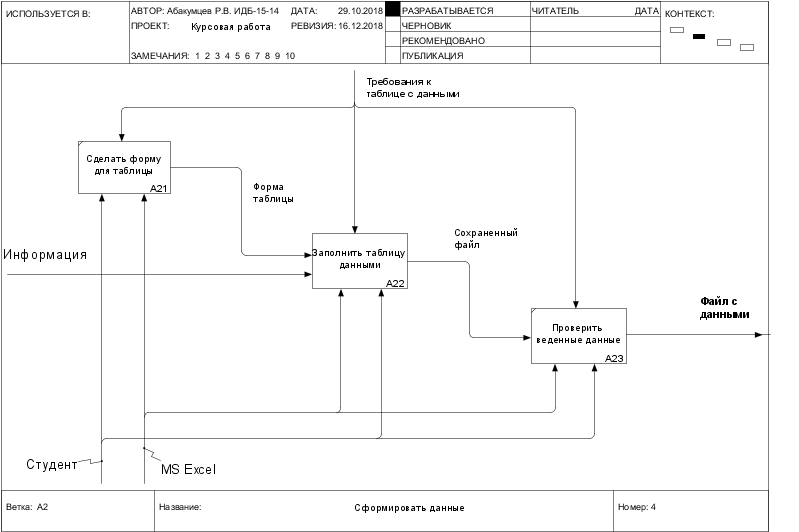 ИСПОЛЬЗУЕТСЯ В:
АВТОР: Абакумцев Р.В. ИДБ-15-14
ДАТА: 29.10.2018
РАЗРАБАТЫВАЕТСЯ
ЧИТАТЕЛЬ
ДАТА
КОНТЕКСТ:
ПРОЕКТ: Курсовая работа
РЕВИЗИЯ: 16.12.2018
ЧЕРНОВИК
РЕКОМЕНДОВАНО
ЗАМЕЧАНИЯ: 1 2 3 4 5 6 7 8 9 10
ПУБЛИКАЦИЯ
Требования к
таблице с данными
Сделать форму
для таблицы
A21
Форма
таблицы
Информация
Заполнить таблицу
данными
A22
Сохраненный
файл
Проверить
веденные данные
A23
Файл с
данными
Студент
MS Excel
Ветка: A2
Название:
Сформировать данные
Номер: 4